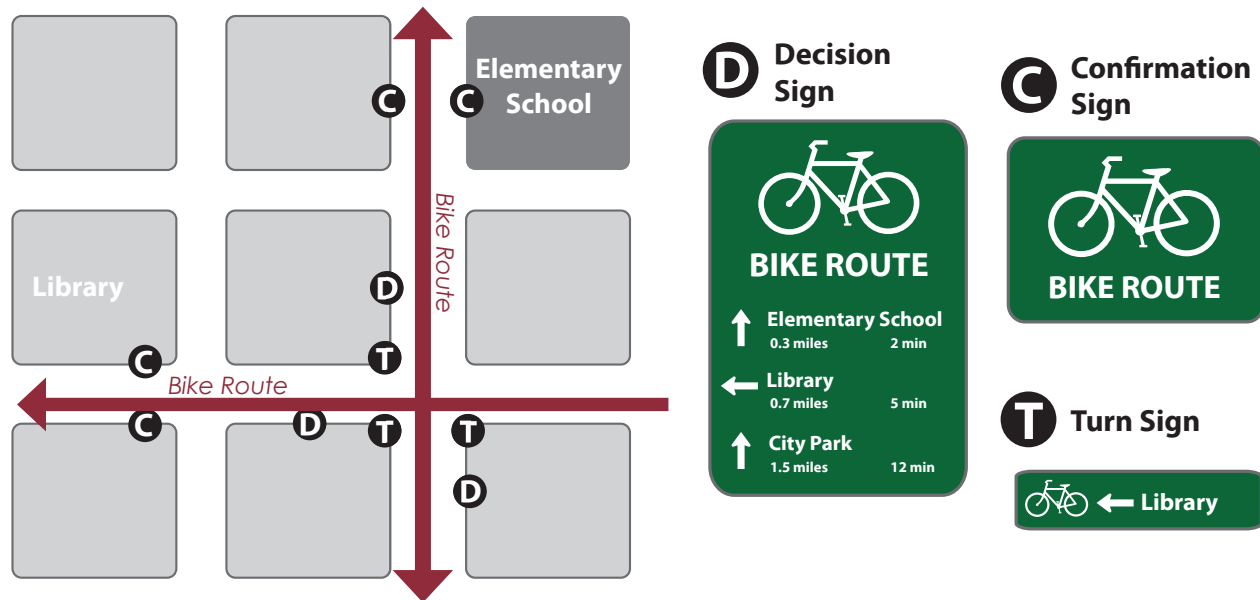 Elementary
School
C
C
Bike Route
Library
D
C
T
Bike Route
C
D
T
T
D
D
Decision
Sign
BIKE ROUTE
Elementary School
0.3 miles 2 min
Library
0.7 miles 5 min
City Park
1.5 miles 12 min
C
Confirmation
Sign
BIKE ROUTE
T
Turn Sign
Library